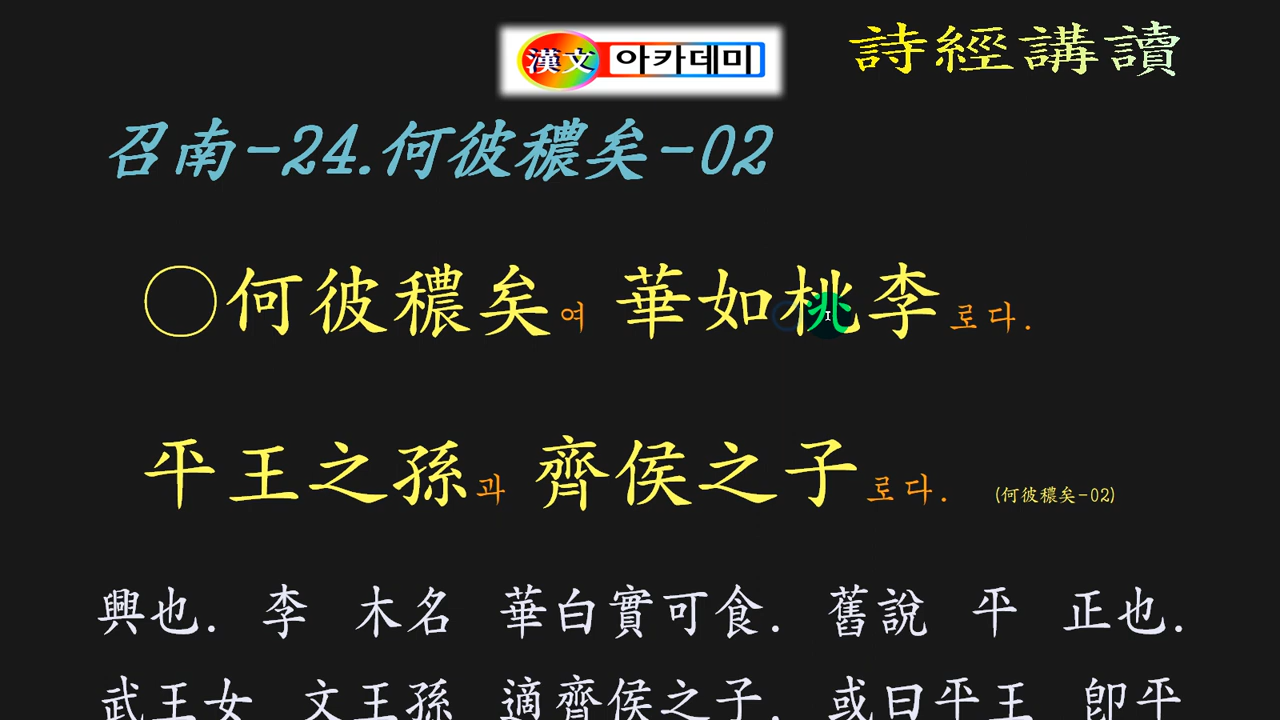 漢文 아카데미
詩經講讀
召南-24.何彼穠矣-02
○何彼穠矣여 華如桃李로다.
平王之孫과 齊侯之子로다. (何彼穠矣-02)
興也. 李 木名 華白實可食. 舊說 平 正也.
武王女 文王孫 適齊侯之子. 或曰平王 卽平